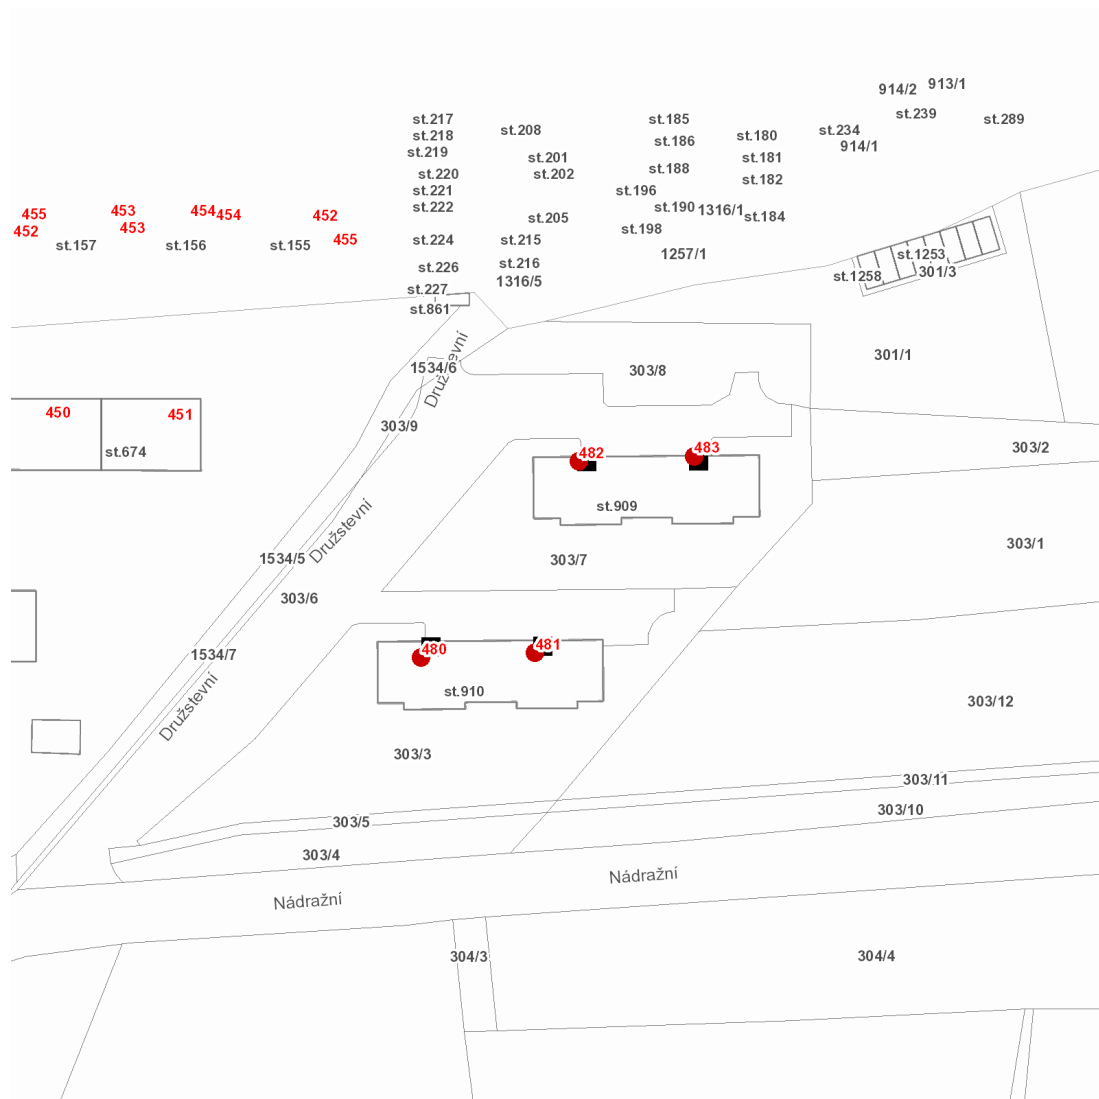 913/1
914/2
st.239
st.217
st.185
st.289
st.208
st.234
st.218
st.180
st.186
914/1
st.219
st.201
st.181
st.188
st.220
st.202
st.182
st.221
st.196
st.222
st.190
1316/1
453
454
454
455
452
st.184
st.205
453
st.198
452
455
st.224
st.215
st.157
st.156
st.155
1257/1
st.1253
st.216
st.226
301/3
st.1258
1316/5
st.227
st.861
Družstevní
301/1
1534/6
303/8
450
451
303/9
303/2
482
483
st.674
st.909
Družstevní
303/1
1534/5
303/7
303/6
481
480
1534/7
st.910
303/12
Družstevní
303/3
303/11
303/10
303/5
303/4
Nádražní
Nádražní
304/3
304/4